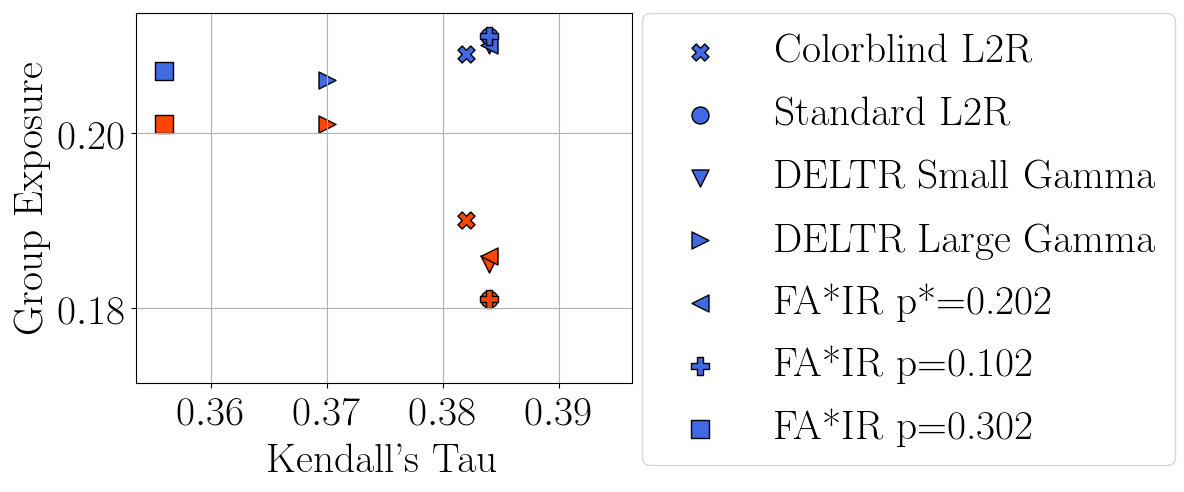 Group Exposure
0.20
0.18
0.36 0.37 0.38 0.39
Kendall's Tau
Colorblind L2R
Standard L2R
DELTR Small Gamma
DELTR Large Gamma
FA*IR p*=0.202
FA*IR p=0.102
FA*IR p=0.302